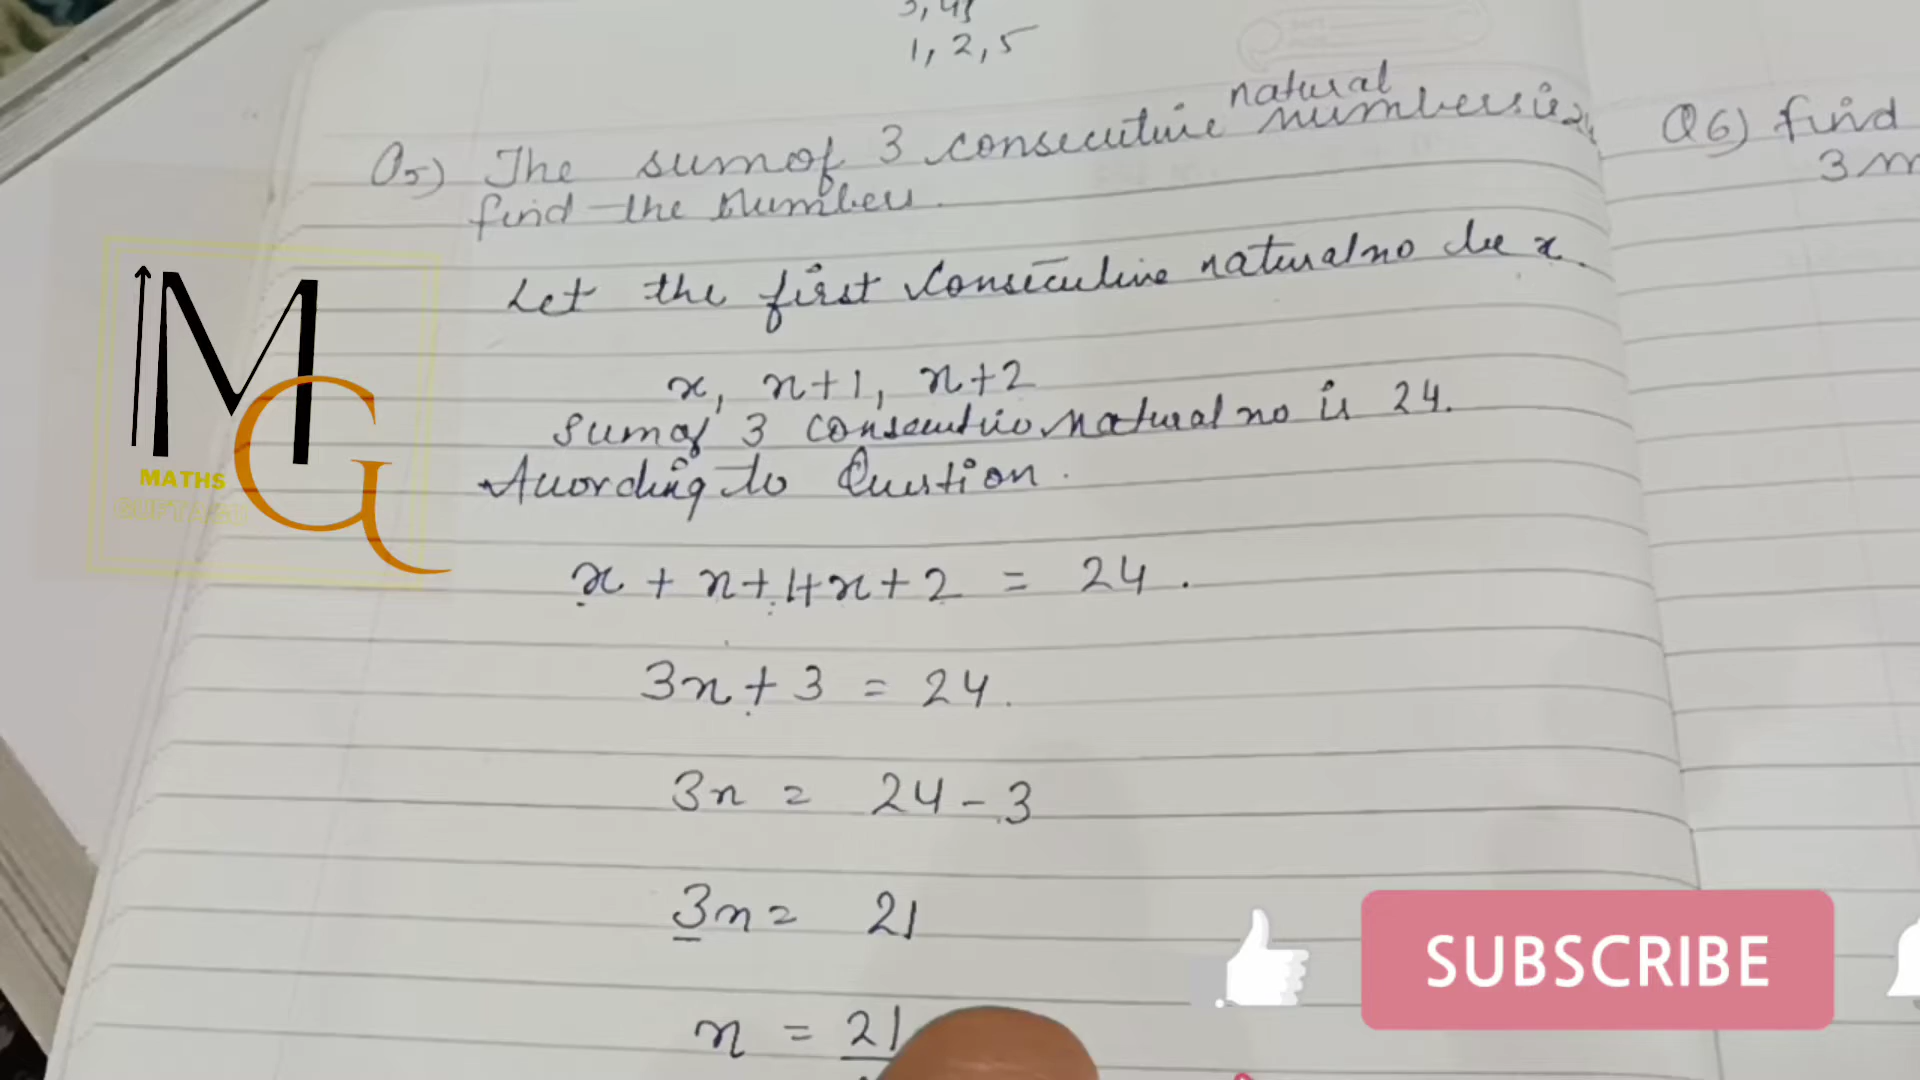 1, 2, 5
Q5) The sum of 3 consecutive natural numbers is 24
find the numbers.
Let the first consecutive natural no be x.
x, x+1, x+2
Sum of 3 consecutive natural no is 24.
According to Question.
x + x+1+x+2 = 24.
3x+3 = 24.
3x = 24-3
3x = 21
x = 21
Q6) find
3
MG
MATHS
SUBSCRIBE